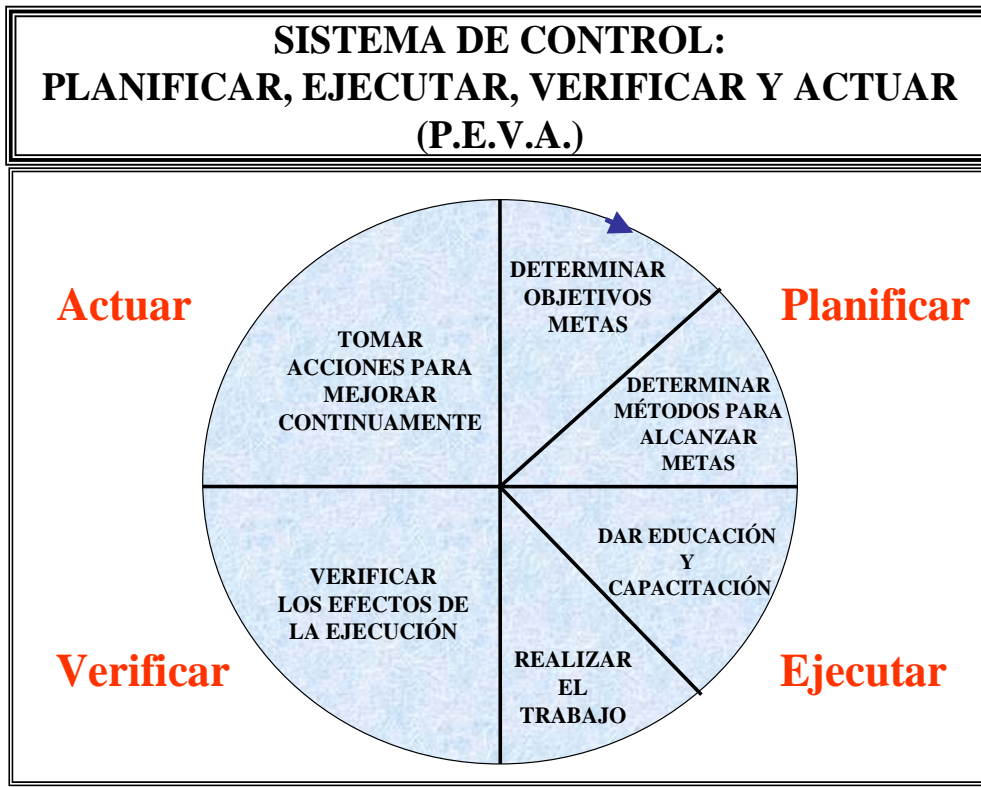 SISTEMA DE CONTROL:
PLANIFICAR, EJECUTAR, VERIFICAR Y ACTUAR
(P.E.V.A.)
Actuar
Planificar
DETERMINAR
OBJETIVOS
METAS
TOMAR
ACCIONES PARA
MEJORAR
CONTINUAMENTE
DETERMINAR
MÉTODOS PARA
ALCANZAR
METAS
DAR EDUCACIÓN
Y
CAPACITACIÓN
VERIFICAR
LOS EFECTOS DE
LA EJECUCIÓN
REALIZAR
EL
TRABAJO
Verificar
Ejecutar